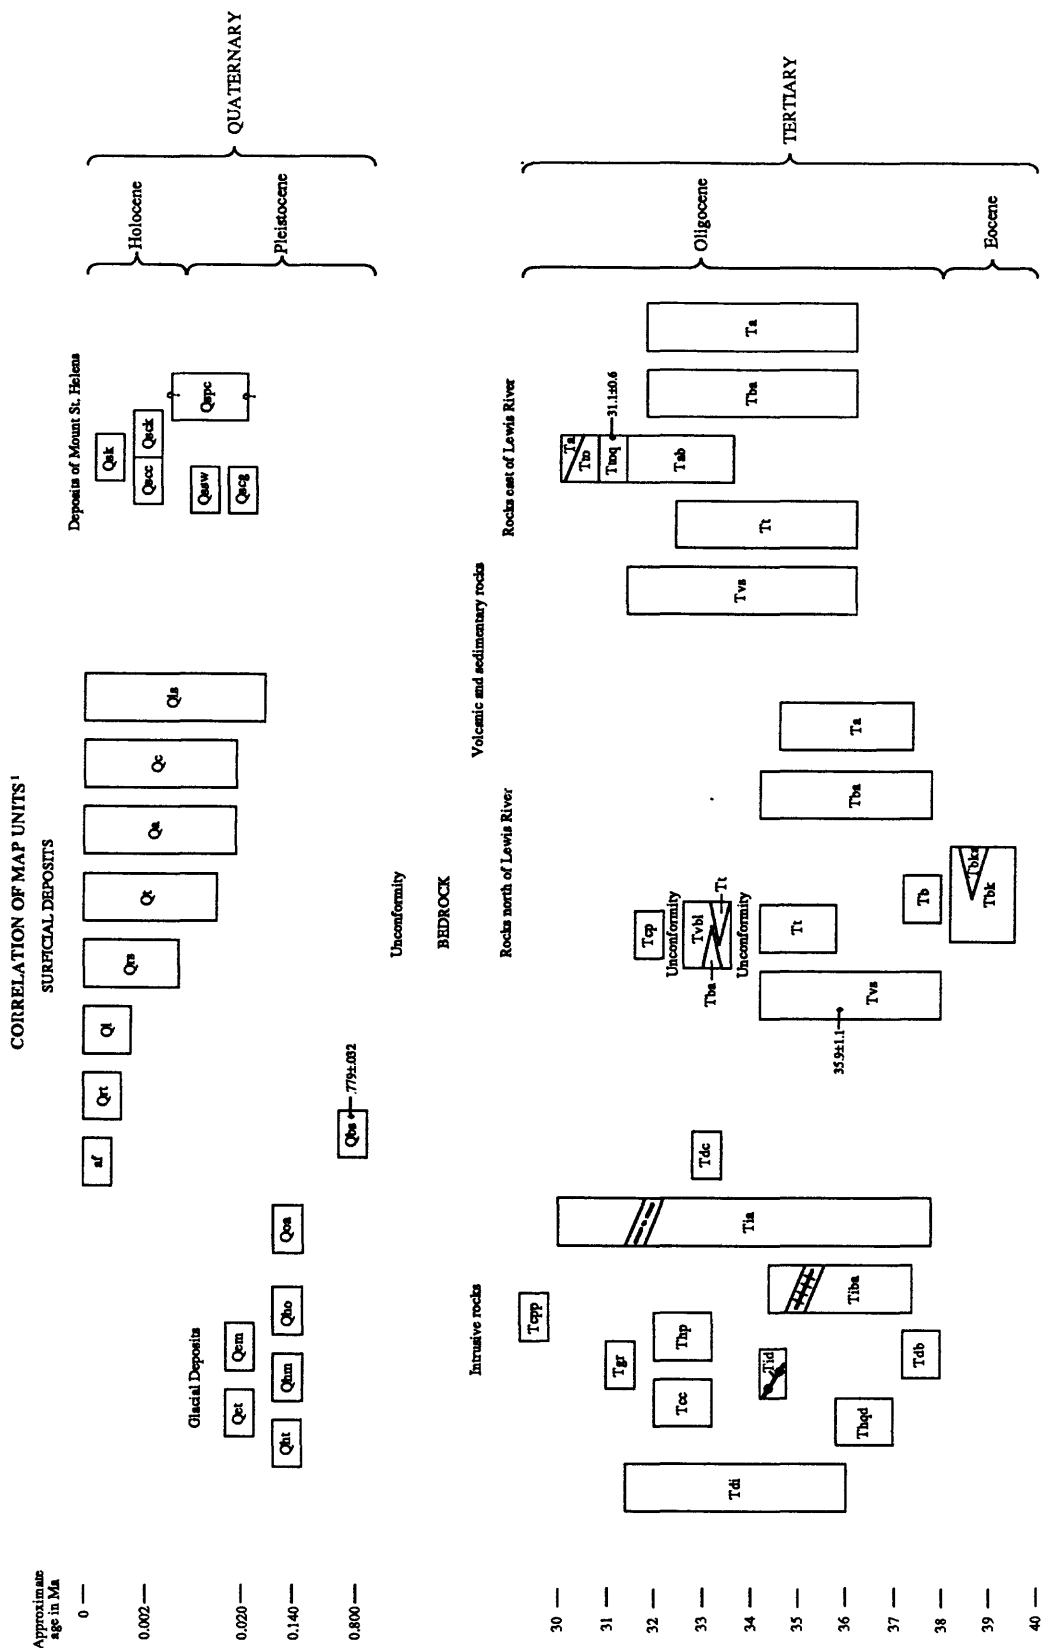 CORRELATION OF MAP UNITS¹
SURFICIAL DEPOSITS
Approximate
age in Ma
0
0.002
0.020
0.140
0.800
Glacial Deposits
Qht
Qet
Qhm
Qem
Qho
Qoa
af
Qrt
Ql
Qrs
Qt
Qa
Qc
Qls
Qbs
.779±.032
Deposits of Mount St. Helens
Qsk
Qscc
Qsck
Qssw
Qscg
Qspc
?
?
Holocene
Pleistocene
QUATERNARY
Unconformity
BEDROCK
Volcanic and sedimentary rocks
Intrusive rocks
Rocks north of Lewis River
Rocks east of Lewis River
30
31
32
33
34
35
36
37
38
39
40
Tdi
Thqd
Tcc
Tgr
Thp
Tid
Tdb
Tcpp
Tiba
Tia
Tdc
35.9±1.1
Tvs
Tcp
Unconformity
Tvbl
Tba
Tt
Unconformity
Tt
Tb
Tbks
Tbk
Tba
Ta
Tvs
Tt
Ta
Tto
Ttoq
31.1±0.6
Tab
Tba
Ta
Oligocene
Eocene
TERTIARY